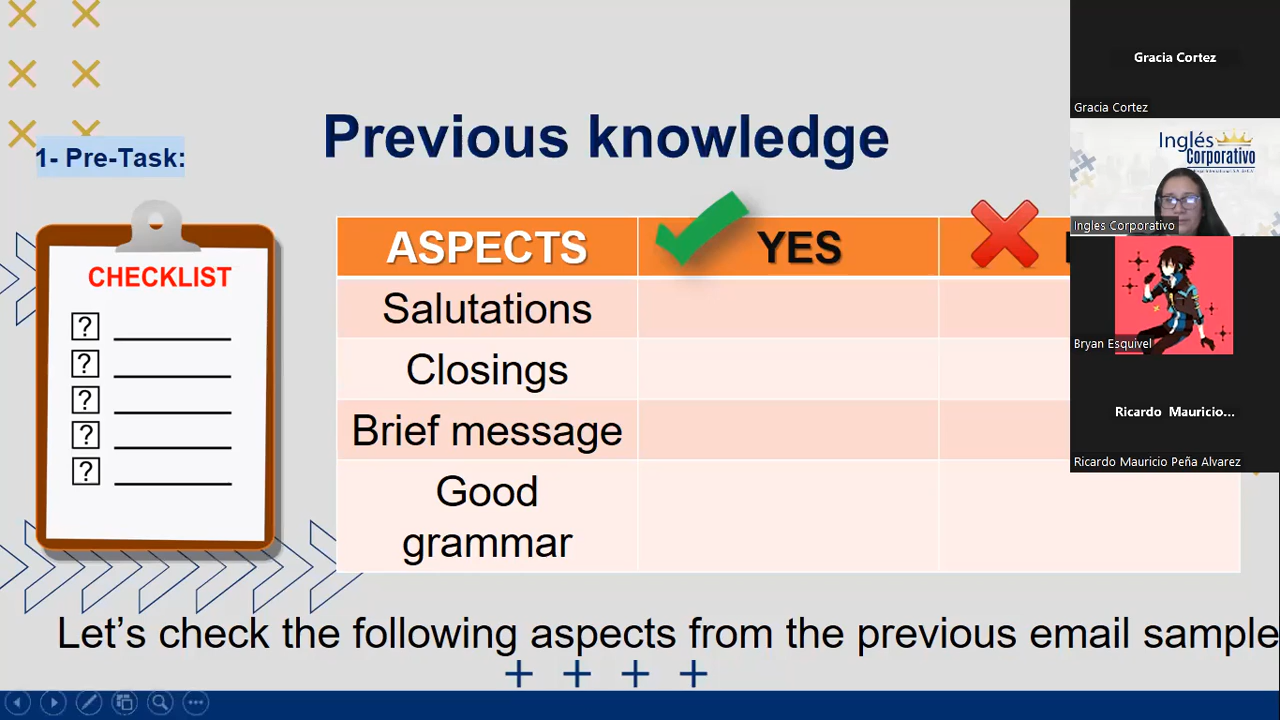 1- Pre-Task:
Previous knowledge
CHECKLIST
?
?
?
?
?
ASPECTS YES
Salutations
Closings
Brief message
Good
grammar
Let's check the following aspects from the previous email sample
Gracia Cortez
Gracia Cortez
Inglés
Corporativo
Ingles Corporativo
Bryan Esquivel
Ricardo Mauricio...
Ricardo Mauricio Peña Alvarez